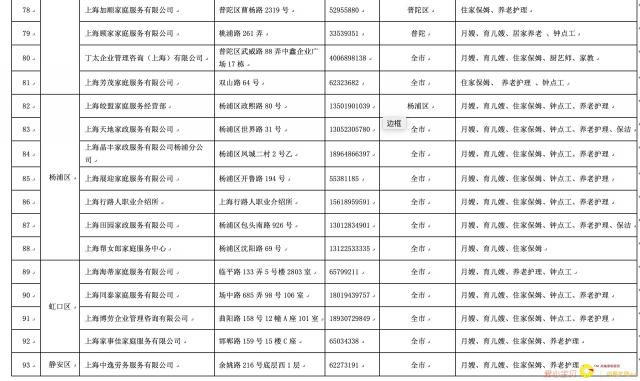 78 上海加顺家庭服务有限公司 普陀区曹杨路 2319 号 52955880 普陀区 住家保姆、养老护理
79 上海颐家家庭服务有限公司 桃浦路 261 弄 33539351 普陀 月嫂、育儿嫂、居家养老 、钟点工
80 丁太企业管理咨询（上海）有限公司 普陀区武威路 88 弄中鑫企业广
场 17 栋 4006898138 全市 月嫂、育儿嫂、住家保姆、厨艺师、家教
81 上海芳茂家庭服务有限公司 双山路 64 号 62323682 全市 住家保姆、 养老护理 、钟点工
82 上海皎盟家庭服务经营部 杨浦区政熙路 80 号 13501901039 杨浦区 月嫂、育儿嫂、住家保姆、钟点工、养老护理
边框
83 上海天地家政服务有限公司 杨浦区世界路 31 号 13052305780 全市 月嫂、育儿嫂、住家保姆、钟点工、养老护理、保洁
84 上海晶丰家政服务有限公司杨浦分公
司 杨浦区凤城二村 2 号乙 18964866397 全市 月嫂、育儿嫂、住家保姆、钟点工、养老护理
杨浦区
85 上海展迎家庭服务有限公司 杨浦区开鲁路 194 号 55381185 全市 月嫂、育儿嫂、住家保姆、钟点工、养老护理
86 上海行路人职业介绍所 上海行路人职业介绍所 15618959591 全市 月嫂、育儿嫂、住家保姆、钟点工、养老护理
87 上海田园家政服务有限公司 杨浦区包头南路 926 号 13012834901 全市 月嫂、育儿嫂、住家保姆、钟点工、养老护理、保洁
88 上海帮女郎家庭服务中心 杨浦区沈阳路 69 号 13122533335 全市 月嫂、育儿嫂、住家保姆
89 上海海蒂家庭服务有限公司 临平路 133 弄 5 号楼 2803 室 65799211 全市 月嫂、育儿嫂、养老护理、钟点工
90 上海同泰家庭服务有限公司 场中路 685 弄 98 号 106 室 18019439757 全市 月嫂、育儿嫂、住家保姆、钟点工、养老护理
虹口区
91 上海博劳企业管理咨询有限公司 曲阳路 158 号 12 幢 A 座 101 室 18930729849 全市 月嫂、育儿嫂、住家保姆、钟点工、养老护理
92 上海家事佳家庭服务有限公司 邯郸路 159 号 15 楼 C 座 65034338 全市 月嫂、育儿嫂、住家保姆、钟点工、养老护理
93 静安区 上海中逸劳务服务有限公司 余姚路 216 号底层西 1 层 62273191 全市 月嫂、育儿嫂、住家保姆、钟点工、养老护理